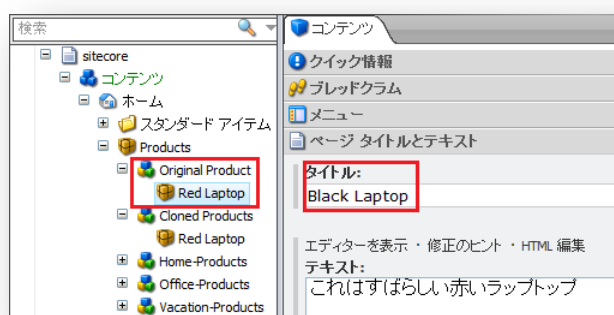 検索
sitecore
コンテンツ
ホーム
スタンダード アイテム
Products
Original Product
Red Laptop
Cloned Products
Red Laptop
Home-Products
Office-Products
Vacation-Products
コンテンツ
クイック情報
ブレッドクラム
メニュー
ページ タイトルとテキスト
タイトル:
Black Laptop
エディターを表示 ・ 修正のヒント ・ HTML 編集
テキスト:
これはすばらしい赤いラップトップ